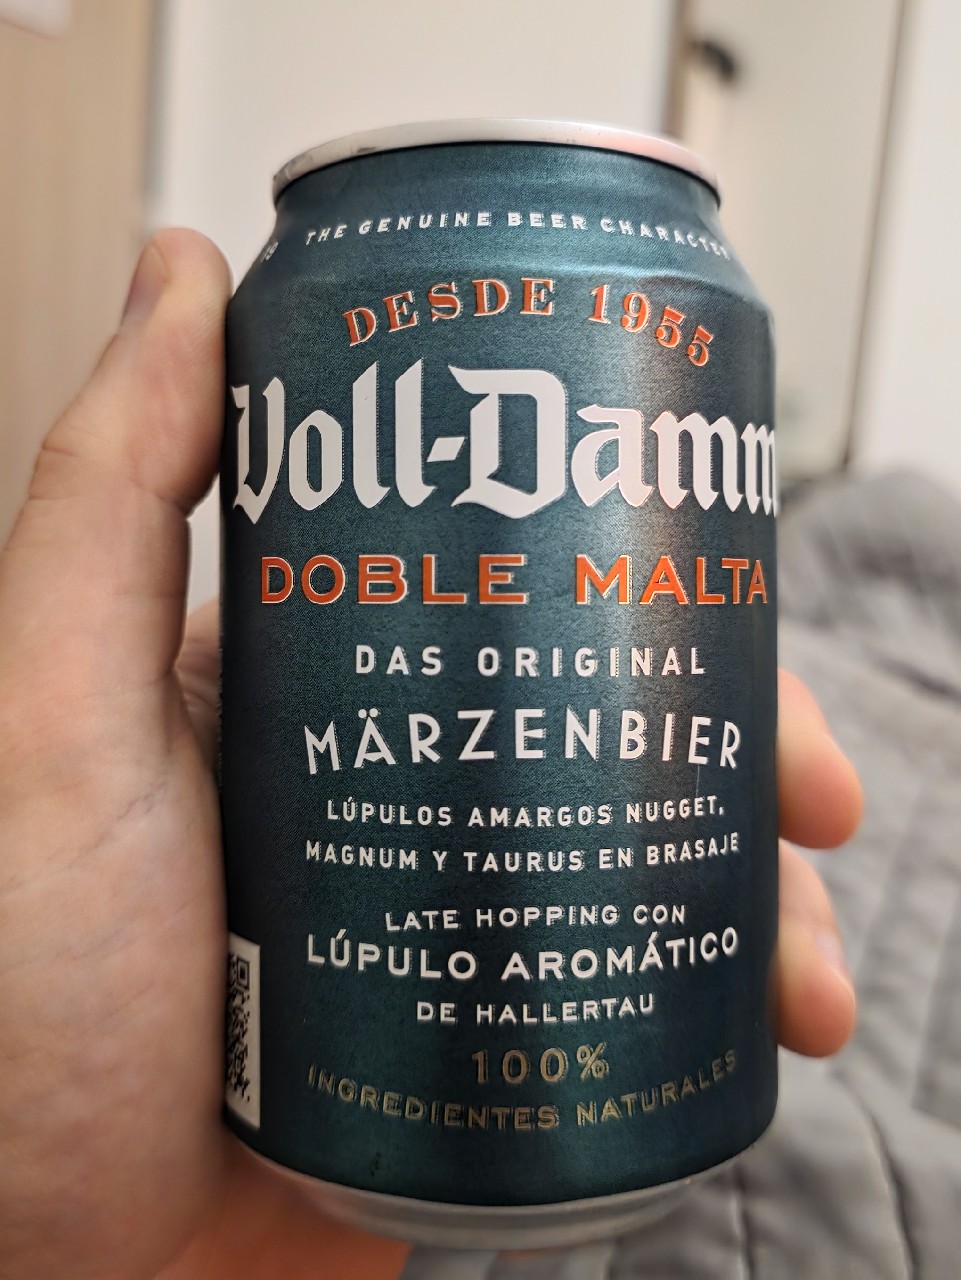 THE GENUINE BEER CHARACTER
DESDE 1955
Voll-Damm
DOBLE MALTA
DAS ORIGINAL
MÄRZENBIER
LÚPULOS AMARGOS NUGGET,
MAGNUM Y TAURUS EN BRASAJE
LATE HOPPING CON
LÚPULO AROMÁTICO
DE HALLERTAU
100%
INGREDIENTES NATURALES